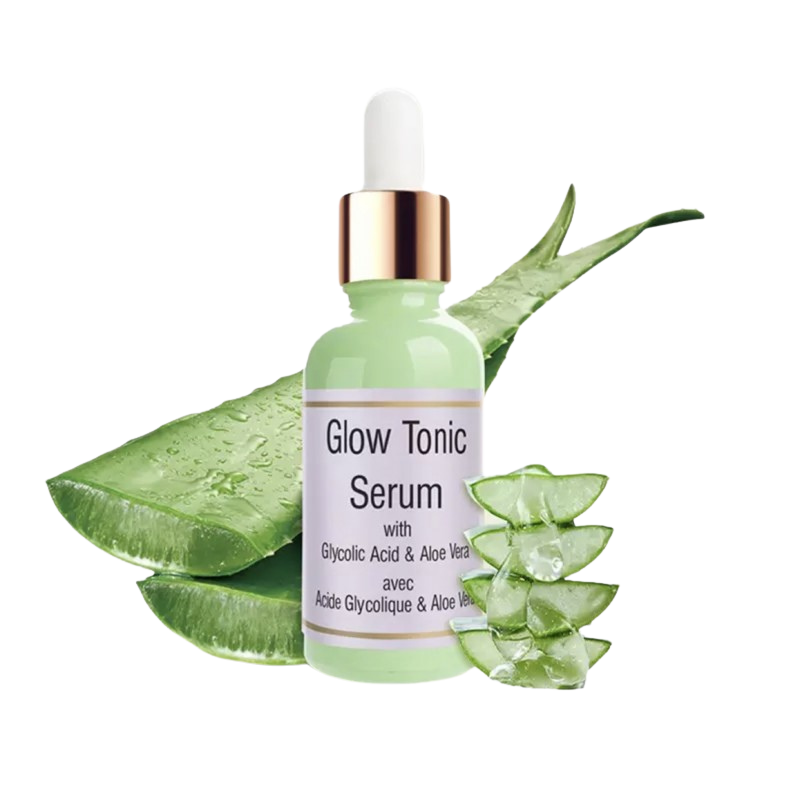 Glow Tonic
Serum
with
Glycolic Acid & Aloe Vera
avec
Acide Glycolique & Aloe Vera